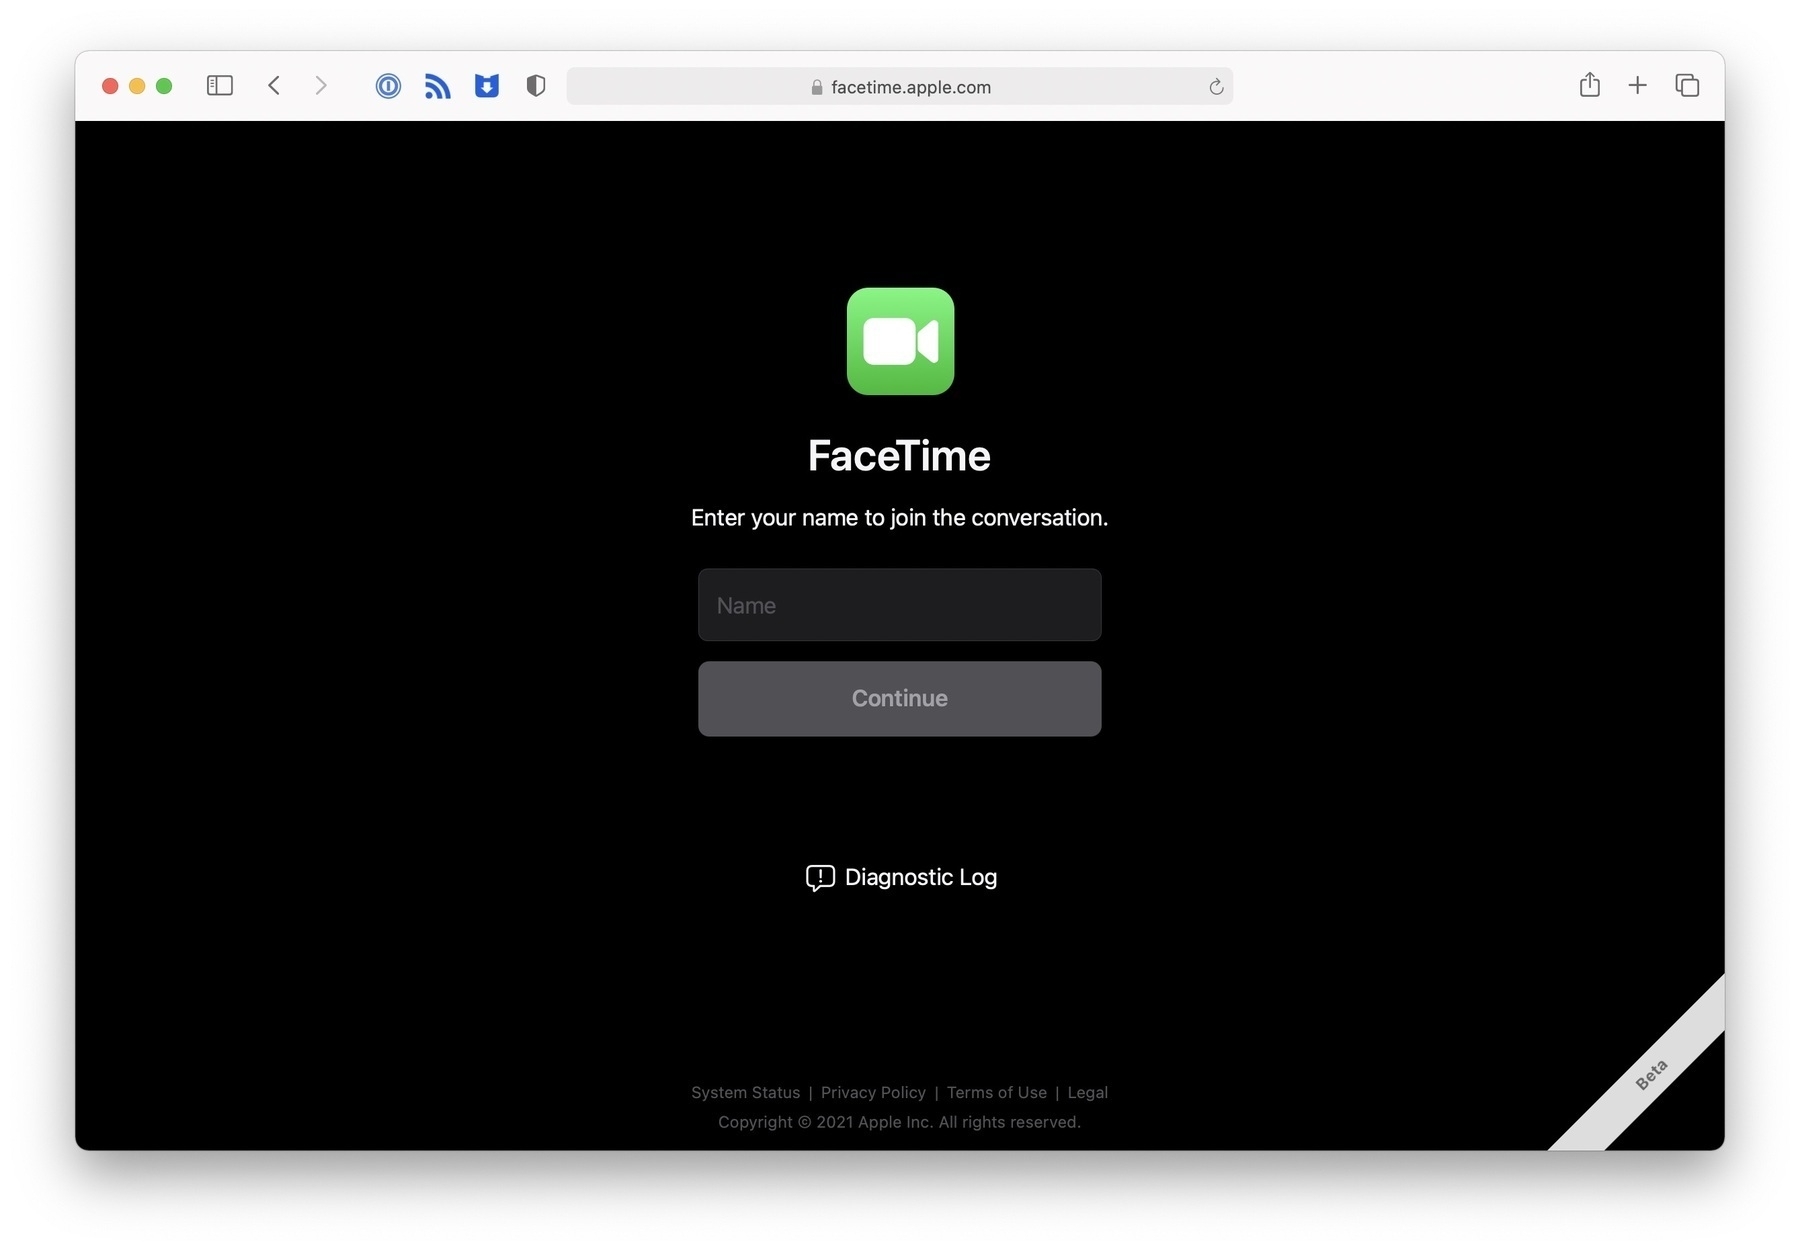 facetime.apple.com
FaceTime
Enter your name to join the conversation.
Name
Continue
Diagnostic Log
Beta
System Status | Privacy Policy | Terms of Use | Legal
Copyright © 2021 Apple Inc. All rights reserved.